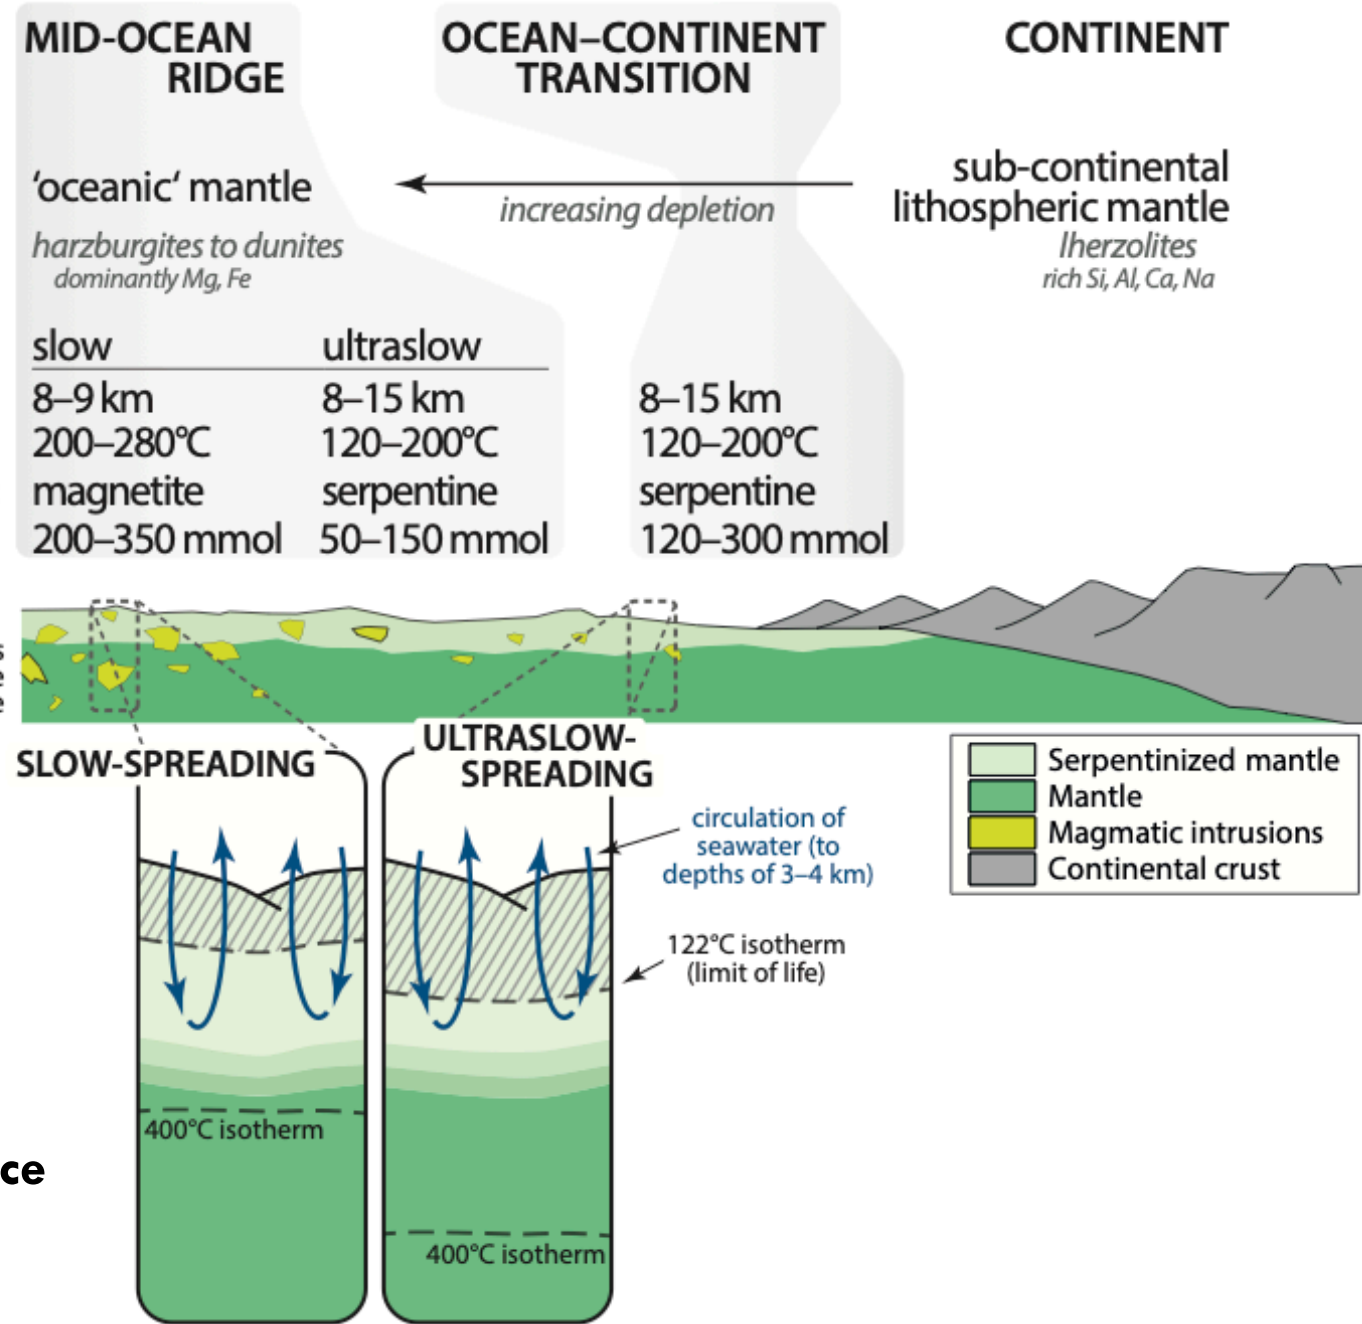 MID-OCEAN
RIDGE
OCEAN–CONTINENT
TRANSITION
CONTINENT
‘oceanic‘ mantle
harzburgites to dunites
dominantly Mg, Fe
increasing depletion
sub-continental
lithospheric mantle
lherzolites
rich Si, Al, Ca, Na
slow ultraslow
8–9 km 8–15 km 8–15 km
200–280°C 120–200°C 120–200°C
magnetite serpentine serpentine
200–350 mmol 50–150 mmol 120–300 mmol
SLOW-SPREADING
ULTRASLOW-
SPREADING
Serpentinized mantle
Mantle
Magmatic intrusions
Continental crust
circulation of
seawater (to
depths of 3–4 km)
122°C isotherm
(limit of life)
400°C isotherm
400°C isotherm
ce